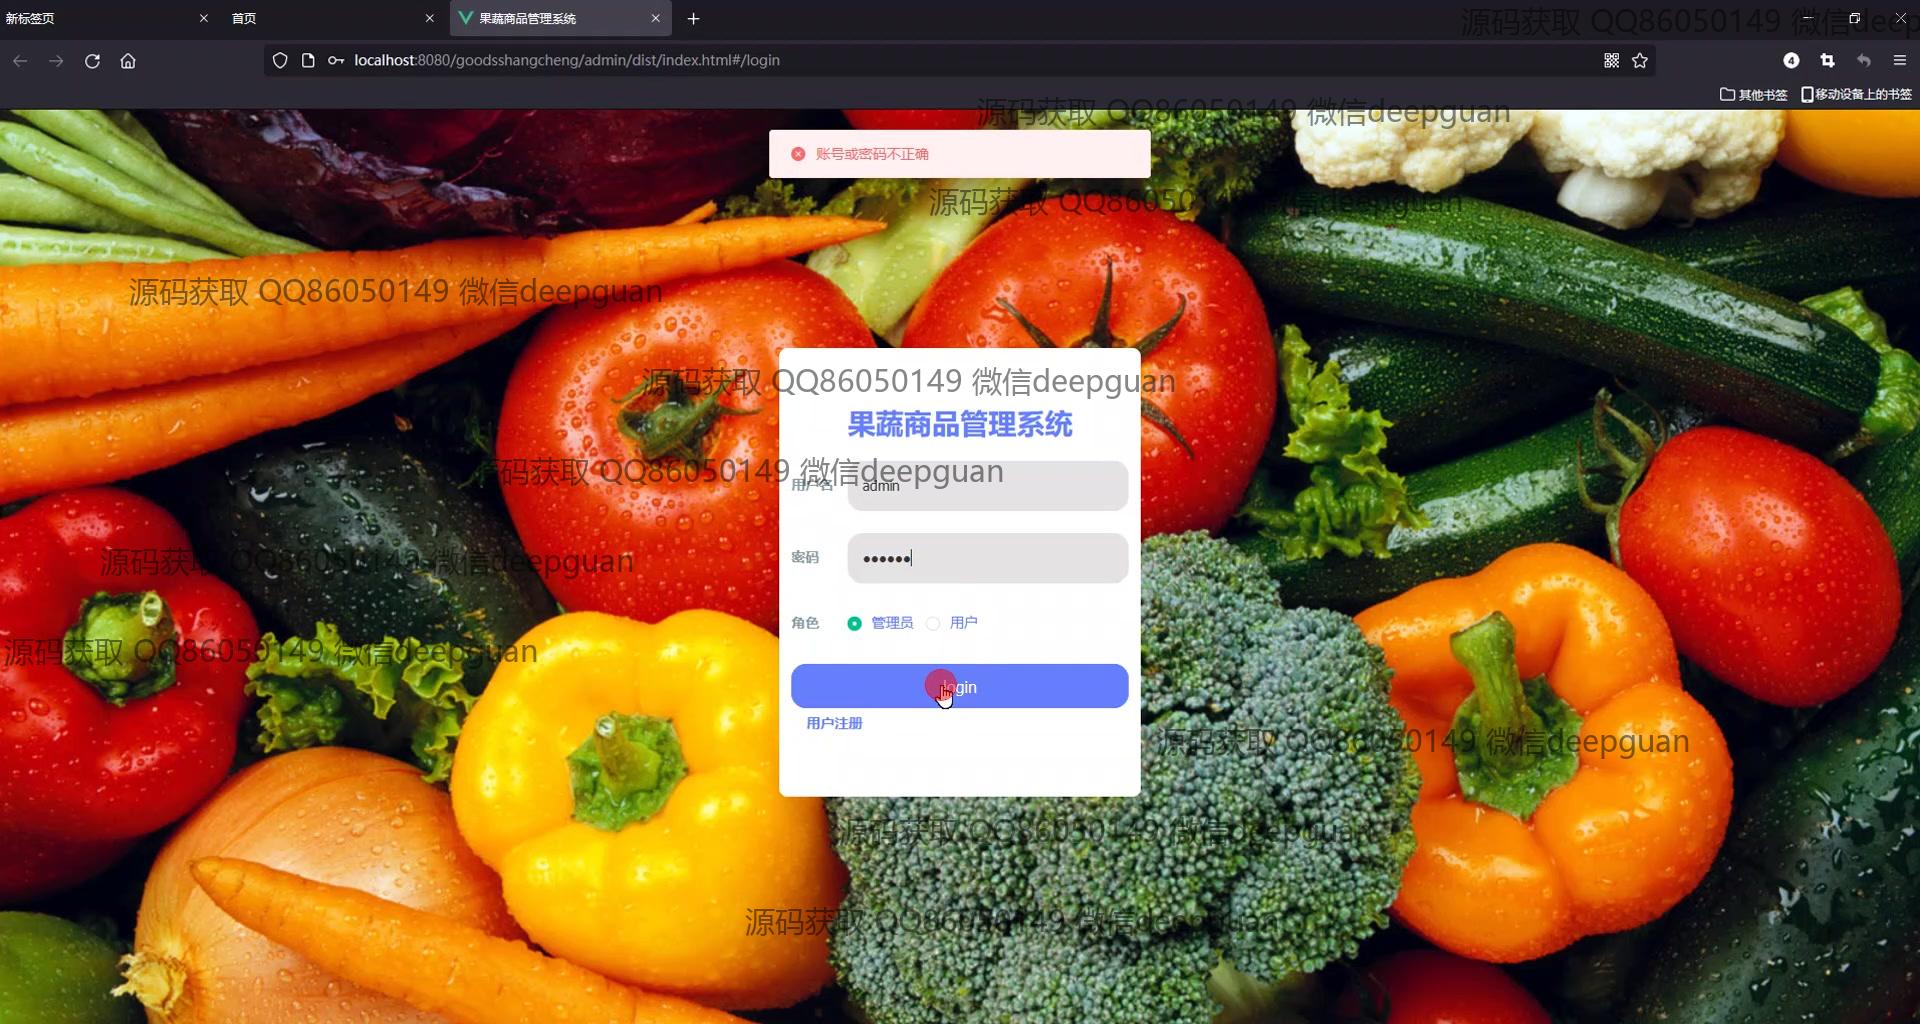 新标签页
首页
果蔬商品管理系统
源码获取 QQ86050149 微信deep
localhost:8080/goodsshangcheng/admin/dist/index.html#/login
4
其他书签
移动设备上的书签
源码获取 QQ86050149 微信deepguan
账号或密码不正确
源码获取 QQ86050149 微信deepguan
源码获取 QQ86050149 微信deepguan
源码获取 QQ86050149 微信deepguan
果蔬商品管理系统
源码获取 QQ86050149 微信deepguan
用户名
admin
源码获取 QQ86050149 微信deepguan
密码
角色
管理员
用户
源码获取 QQ86050149 微信deepguan
login
用户注册
源码获取 QQ86050149 微信deepguan
源码获取 QQ86050149 微信deepguan
源码获取 QQ86050149 微信deepguan